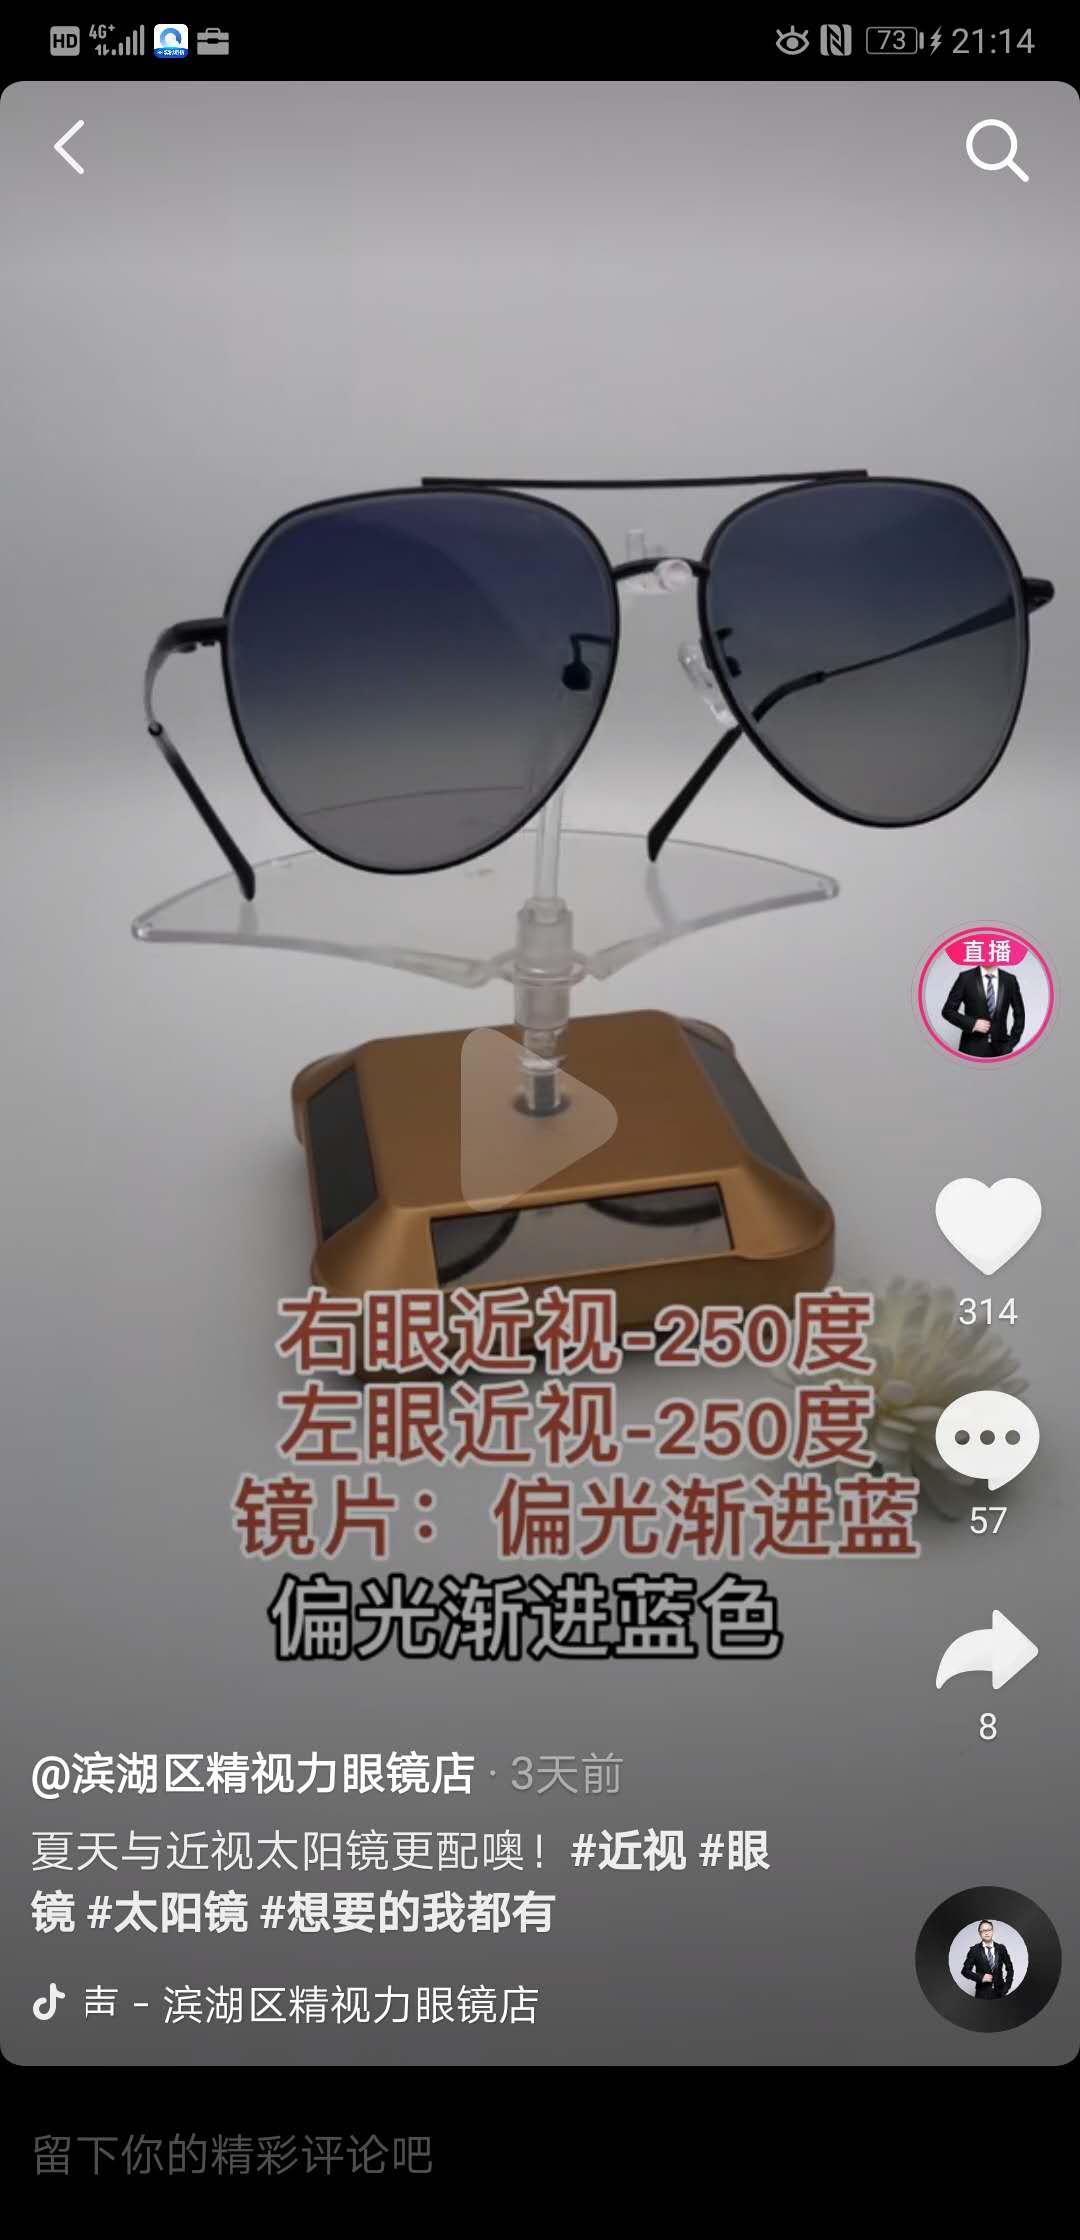 HD 4G+ 73 21:14
直播
314
右眼近视-250度
左眼近视-250度
镜片：偏光渐进蓝
57
偏光渐进蓝色
8
@滨湖区精视力眼镜店 · 3天前
夏天与近视太阳镜更配噢！#近视 #眼
镜 #太阳镜 #想要的我都有
声 - 滨湖区精视力眼镜店
留下你的精彩评论吧